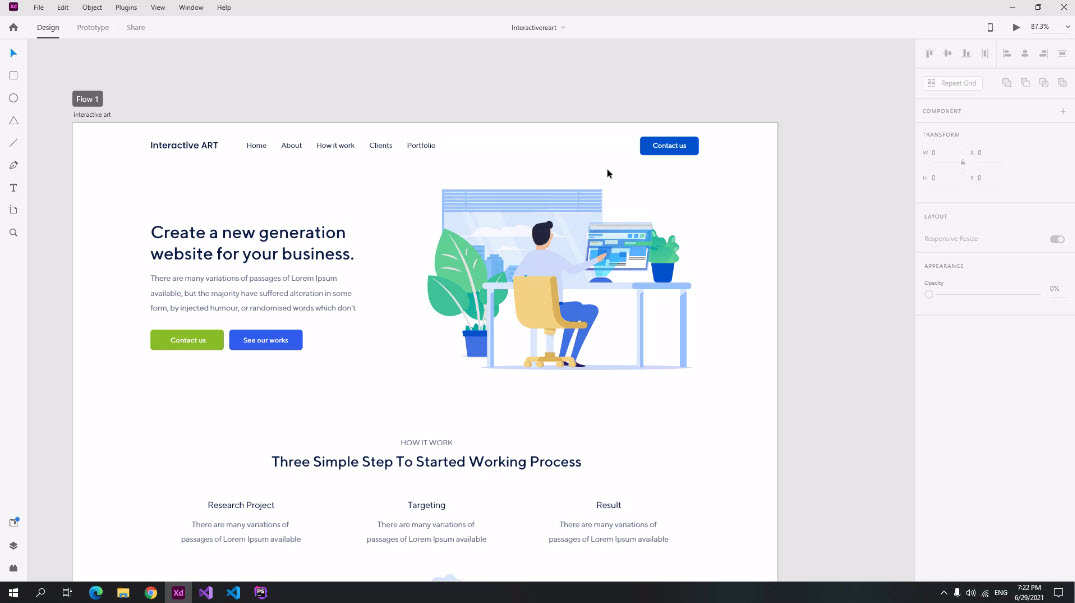 Xd File Edit Object Plugins View Window Help
Design Prototype Share Interactivereart 87.3%
Repeat Grid
COMPONENT
TRANSFORM
W 0 X 0
H 0 Y 0
LAYOUT
Responsive Resize
APPEARANCE
Opacity
0%
Flow 1
interactive art
Interactive ART Home About How it work Clients Portfolio Contact us
Create a new generation
website for your business.
There are many variations of passages of Lorem Ipsum
available, but the majority have suffered alteration in some
form, by injected humour, or randomised words which don't
Contact us See our works
HOW IT WORK
Three Simple Step To Started Working Process
Research Project Targeting Result
There are many variations of There are many variations of There are many variations of
passages of Lorem Ipsum available passages of Lorem Ipsum available passages of Lorem Ipsum available
Xd PS ENG 7:22 PM
6/29/2021